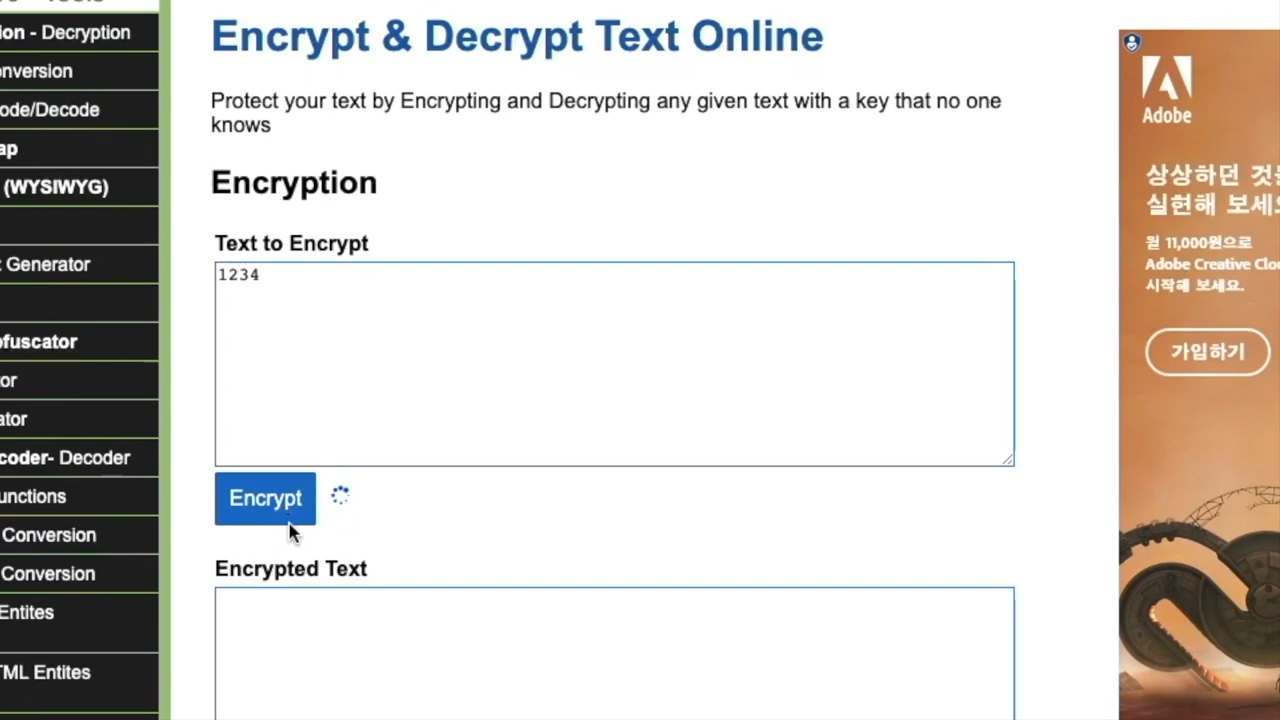 ion - Decryption
onversion
ode/Decode
ap
(WYSIWYG)
t Generator
ofuscator
or
ator
coder- Decoder
unctions
Conversion
Conversion
Entites
TML Entites
Encrypt & Decrypt Text Online
Protect your text by Encrypting and Decrypting any given text with a key that no one
knows
Encryption
Text to Encrypt
1234
Encrypt
Encrypted Text
Adobe
상상하던 것
실현해 보세
월 11,000원으로
Adobe Creative Clo
시작해 보세요.
가입하기